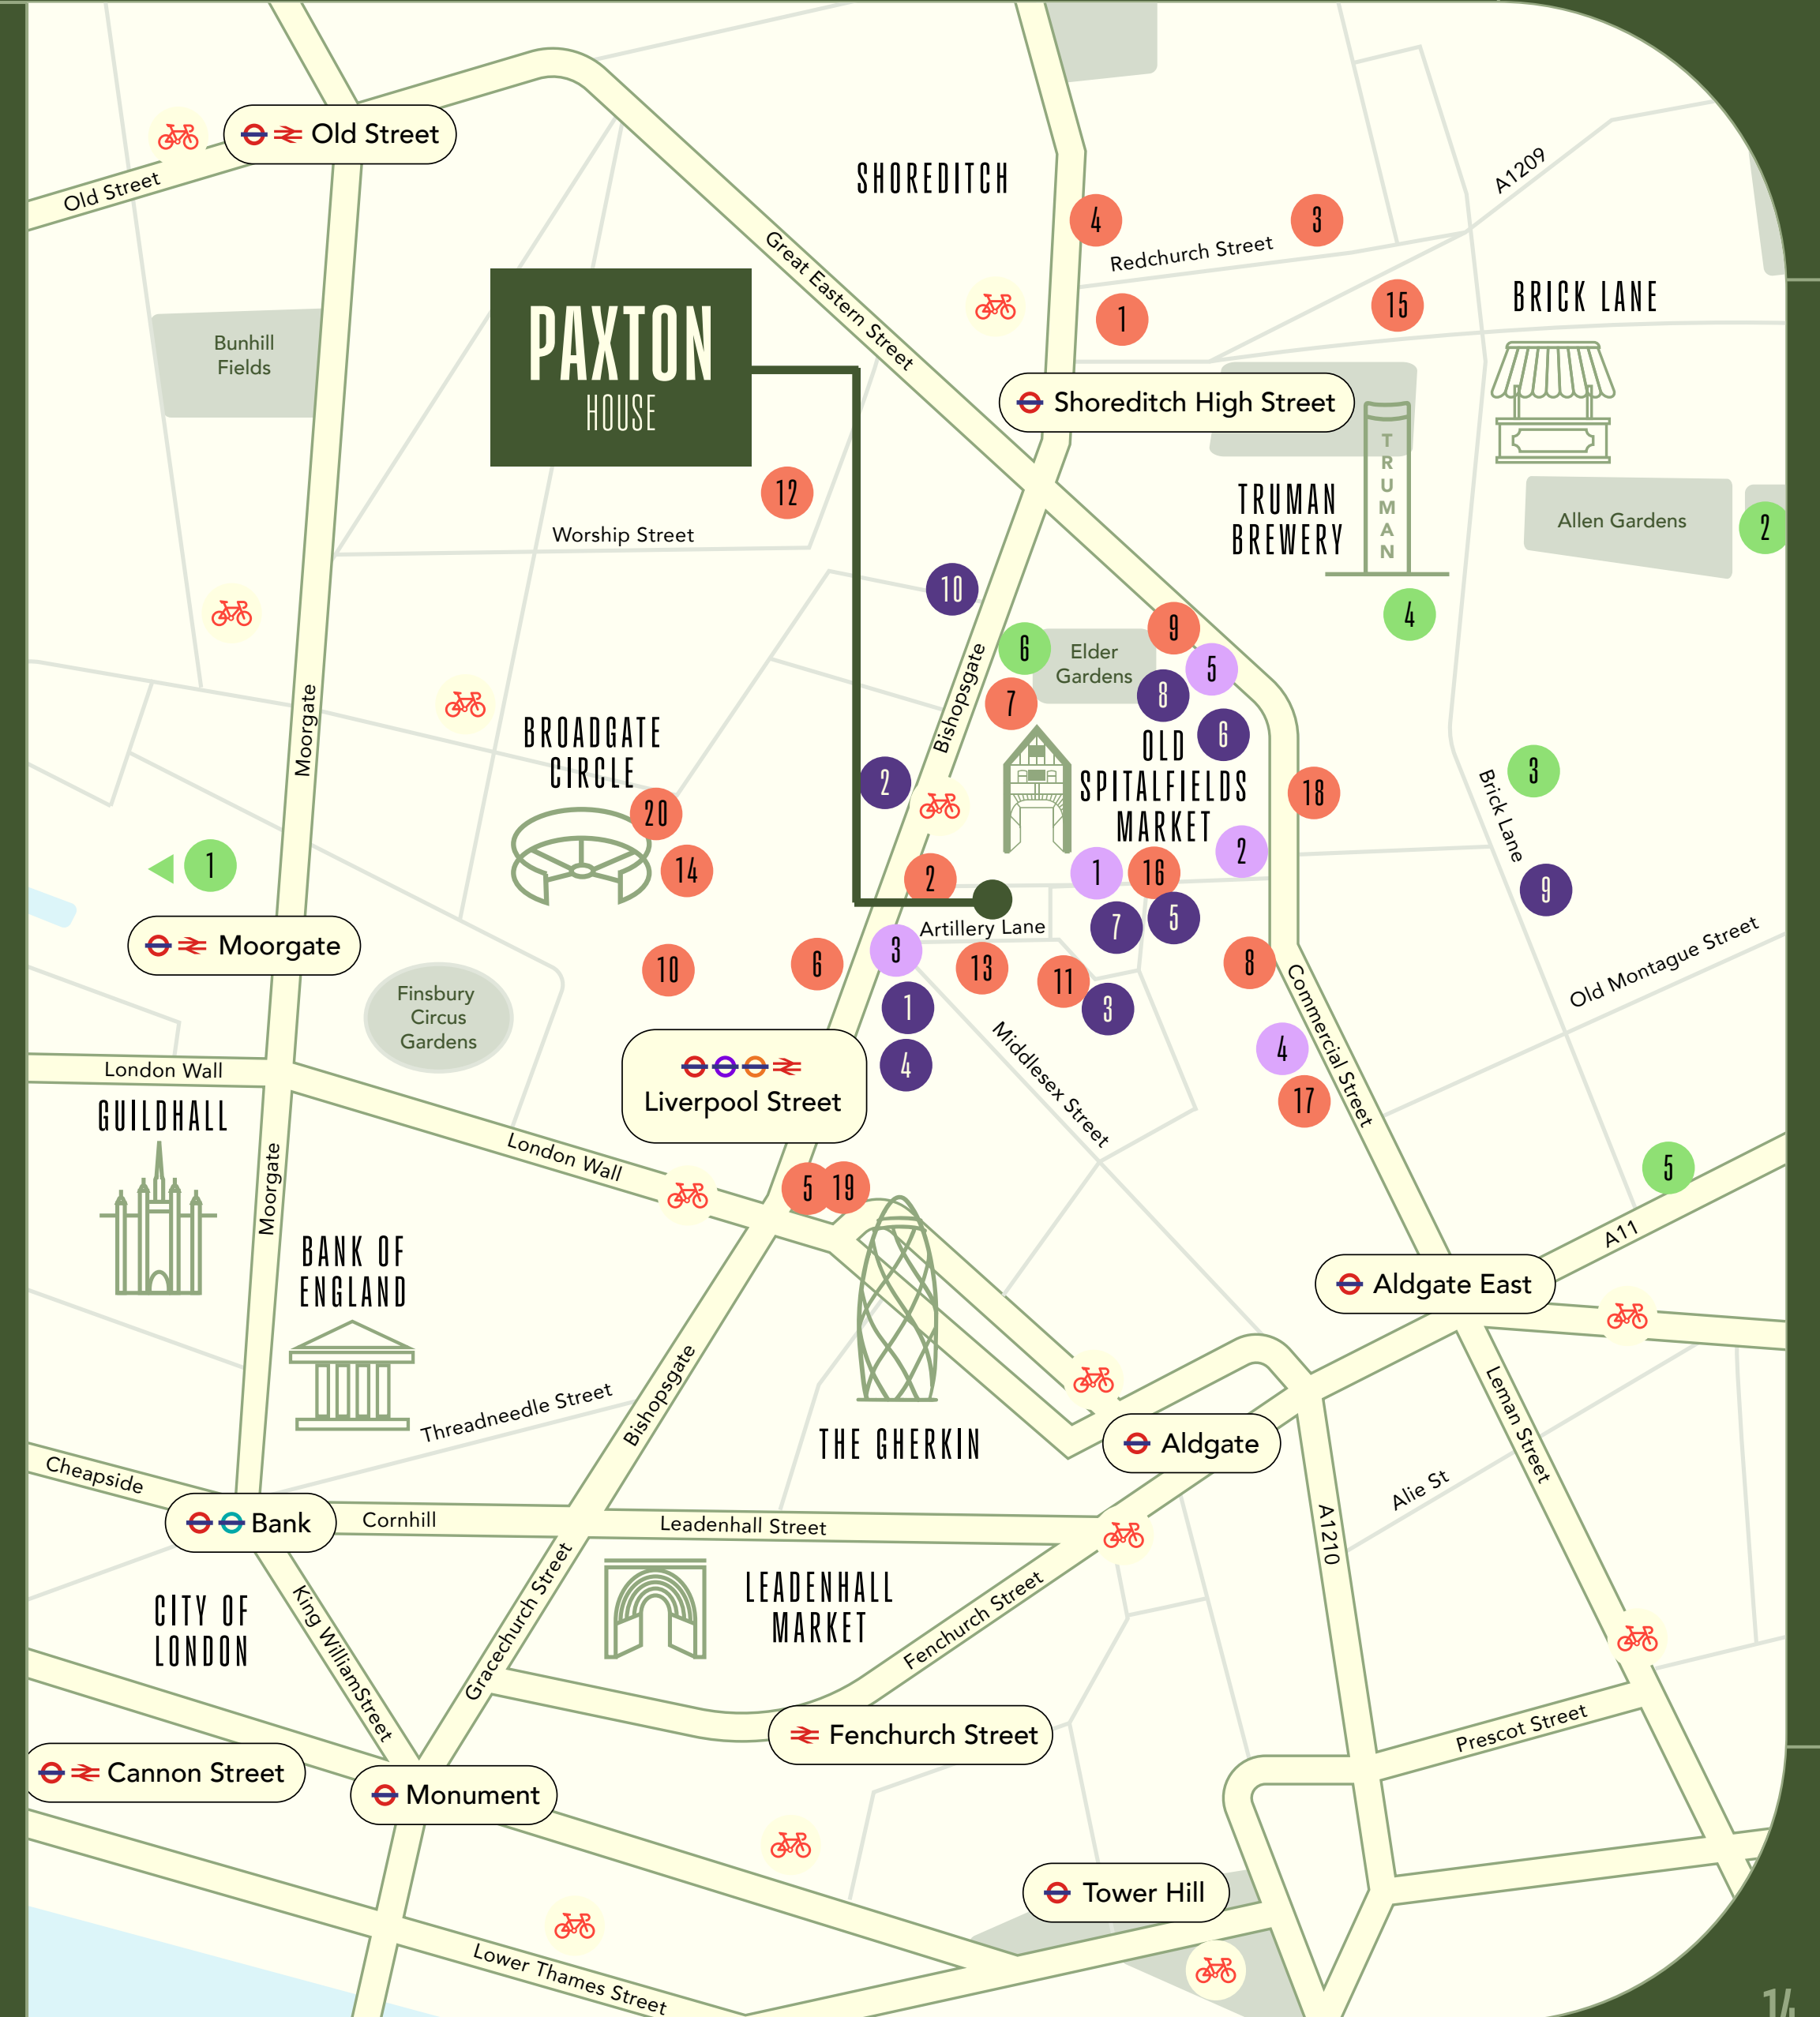 Old Street
Old Street
SHOREDITCH
4
3
A1209
Redchurch Street
Great Eastern Street
1
15
BRICK LANE
PAXTON
HOUSE
Bunhill
Fields
Shoreditch High Street
TRUMAN
BREWERY
TRUMAN
Allen Gardens
2
12
Worship Street
10
4
6
Elder
Gardens
9
5
7
8
6
Moorgate
Bishopsgate
BROADGATE
CIRCLE
OLD
SPITALFIELDS
MARKET
2
20
18
3
Brick Lane
14
1
2
1
16
2
9
7
5
Artillery Lane
Moorgate
3
10
6
13
11
8
Old Montague Street
Finsbury
Circus
Gardens
1
3
4
Liverpool Street
Middlesex Street
4
17
Commercial Street
London Wall
GUILDHALL
London Wall
5
19
5
Moorgate
A11
BANK OF
ENGLAND
Aldgate East
Bishopsgate
Threadneedle Street
THE GHERKIN
Aldgate
Leman Street
Cheapside
Bank
Cornhill
Leadenhall Street
Alie St
A1210
CITY OF
LONDON
King WilliamStreet
Gracechurch Street
LEADENHALL
MARKET
Fenchurch Street
Fenchurch Street
Prescot Street
Cannon Street
Monument
Tower Hill
Lower Thames Street
14